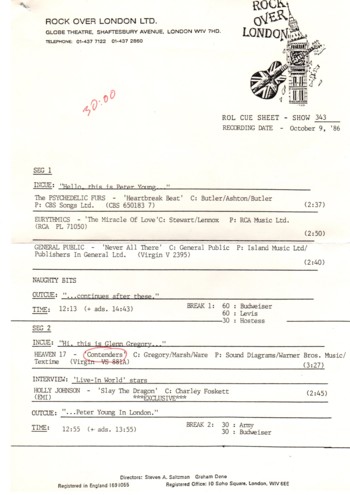 ROCK OVER LONDON LTD.
GLOBE THEATRE, SHAFTESBURY AVENUE, LONDON W1V 7HD.
TELEPHONE: 01-437 7122 01-437 2860
ROCK
OVER
LONDON
30:00
ROL CUE SHEET - SHOW 343
RECORDING DATE - October 9, '86
SEG 1
INCUE: "Hello, this is Peter Young..."
The PSYCHEDELIC FURS - 'Heartbreak Beat' C: Butler/Ashton/Butler
P: CBS Songs Ltd. (CBS 650183 7) (2:37)
EURYTHMICS - 'The Miracle Of Love' C: Stewart/Lennox P: RCA Music Ltd.
(RCA PL 71050) (2:50)
GENERAL PUBLIC - 'Never All There' C: General Public P: Island Music Ltd/
Publishers In General Ltd. (Virgin V 2395) (2:40)
NAUGHTY BITS
OUTCUE: "...continues after these."
TIME: 12:13 (+ ads. 14:43)
BREAK 1: 60 : Budweiser
60 : Levis
30 : Hostess
SEG 2
INCUE: "Hi, this is Glenn Gregory..."
HEAVEN 17 - 'Contenders' C: Gregory/Marsh/Ware P: Sound Diagrams/Warner Bros. Music/
Textime (Virgin VS 881A) (3:27)
INTERVIEW: 'Live-In World' stars
HOLLY JOHNSON - 'Slay The Dragon' C: Charley Foskett (2:45)
(EMI) ***EXCLUSIVE***
OUTCUE: "...Peter Young In London."
TIME: 12:55 (+ ads. 13:55)
BREAK 2: 30 : Army
30 : Budweiser
Directors: Steven A. Saltzman Graham Dene
Registered in England 1681065 Registered Office: 10 Soho Square, London, W1V 6EE